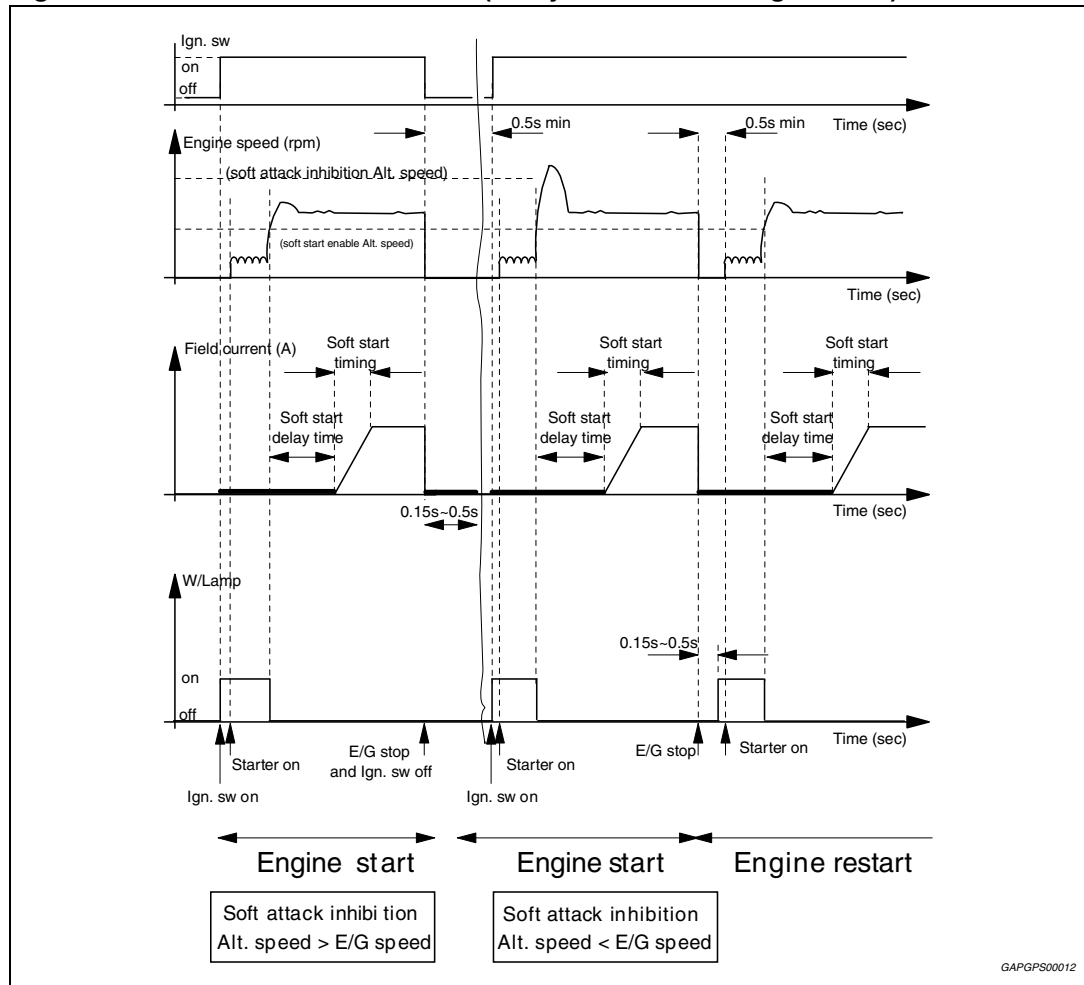 Ign. sw
on
off
Time (sec)
0.5s min
0.5s min
Engine speed (rpm)
(soft attack inhibition Alt. speed)
(soft start enable Alt. speed)
Time (sec)
Field current (A)
Soft start
timing
Soft start
timing
Soft start
timing
Soft start
delay time
Soft start
delay time
Soft start
delay time
Time (sec)
0.15s~0.5s
W/Lamp
0.15s~0.5s
on
off
Time (sec)
Starter on
E/G stop
and Ign. sw off
Starter on
E/G stop
Starter on
Ign. sw on
Ign. sw on
Engine start
Engine start
Engine restart
Soft attack inhibi tion
Alt. speed > E/G speed
Soft attack inhibition
Alt. speed < E/G speed
GAPGPS00012